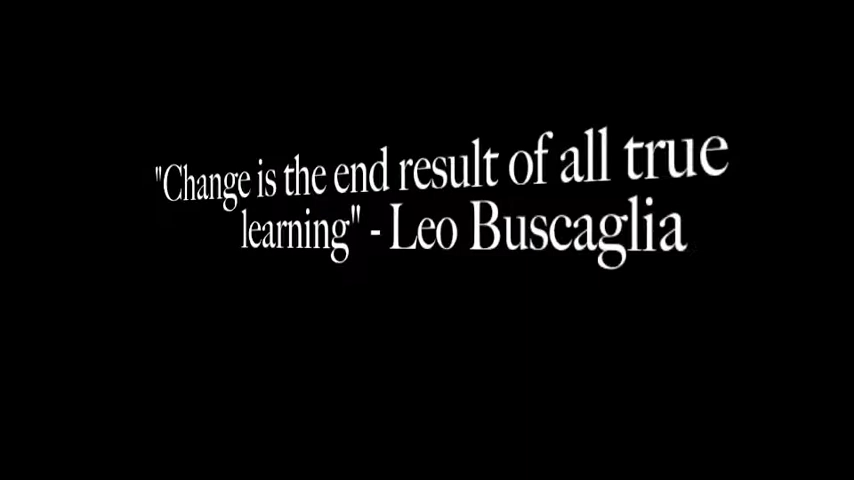 "Change is the end result of all true
learning" - Leo Buscaglia